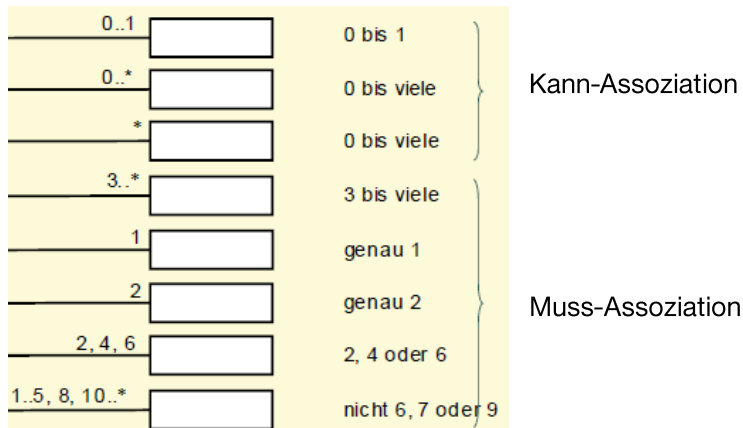 0..1 0 bis 1
0..* 0 bis viele
Kann-Assoziation
* 0 bis viele
3..* 3 bis viele
1 genau 1
2 genau 2
Muss-Assoziation
2, 4, 6 2, 4 oder 6
1..5, 8, 10..* nicht 6, 7 oder 9